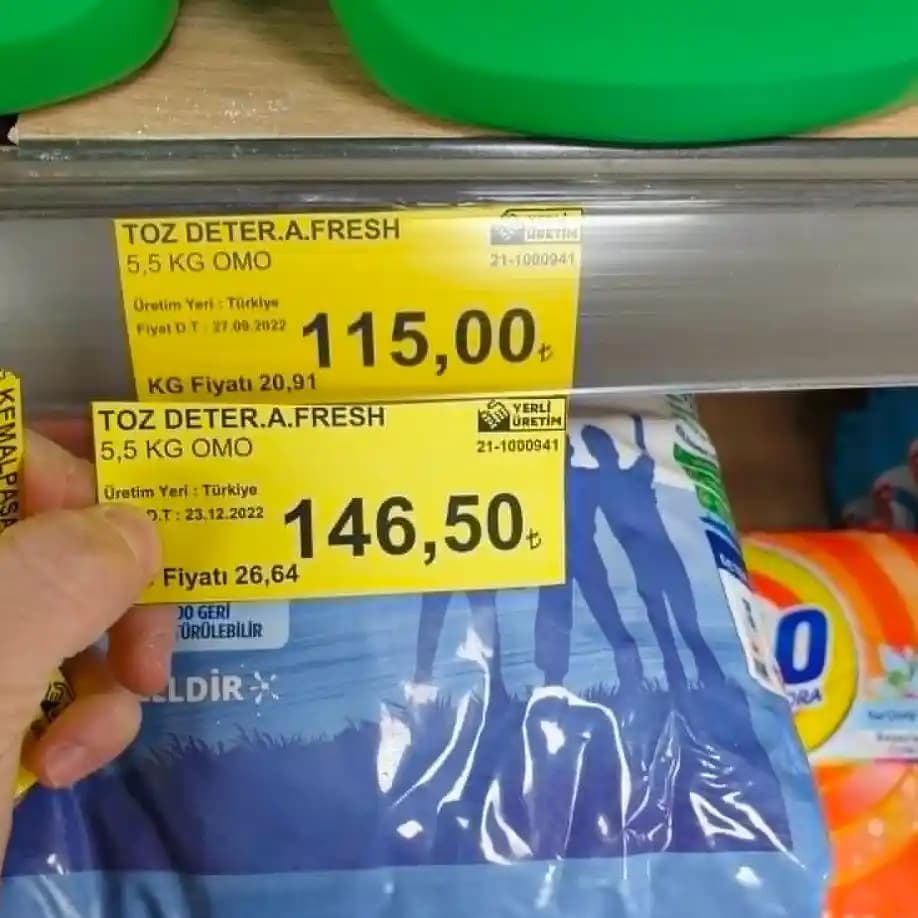 TOZ DETER.A.FRESH
5,5 KG OMO
YERLİ
ÜRETİM
21-1000941
Üretim Yeri : Türkiye
Fiyat D T : 27.09.2022
115,00₺
KG Fiyatı 20,91
TOZ DETER.A.FRESH
5,5 KG OMO
YERLİ
ÜRETİM
21-1000941
Üretim Yeri : Türkiye
D.T : 23.12.2022
146,50₺
Fiyatı 26,64
KEMALPAŞA
GERİ